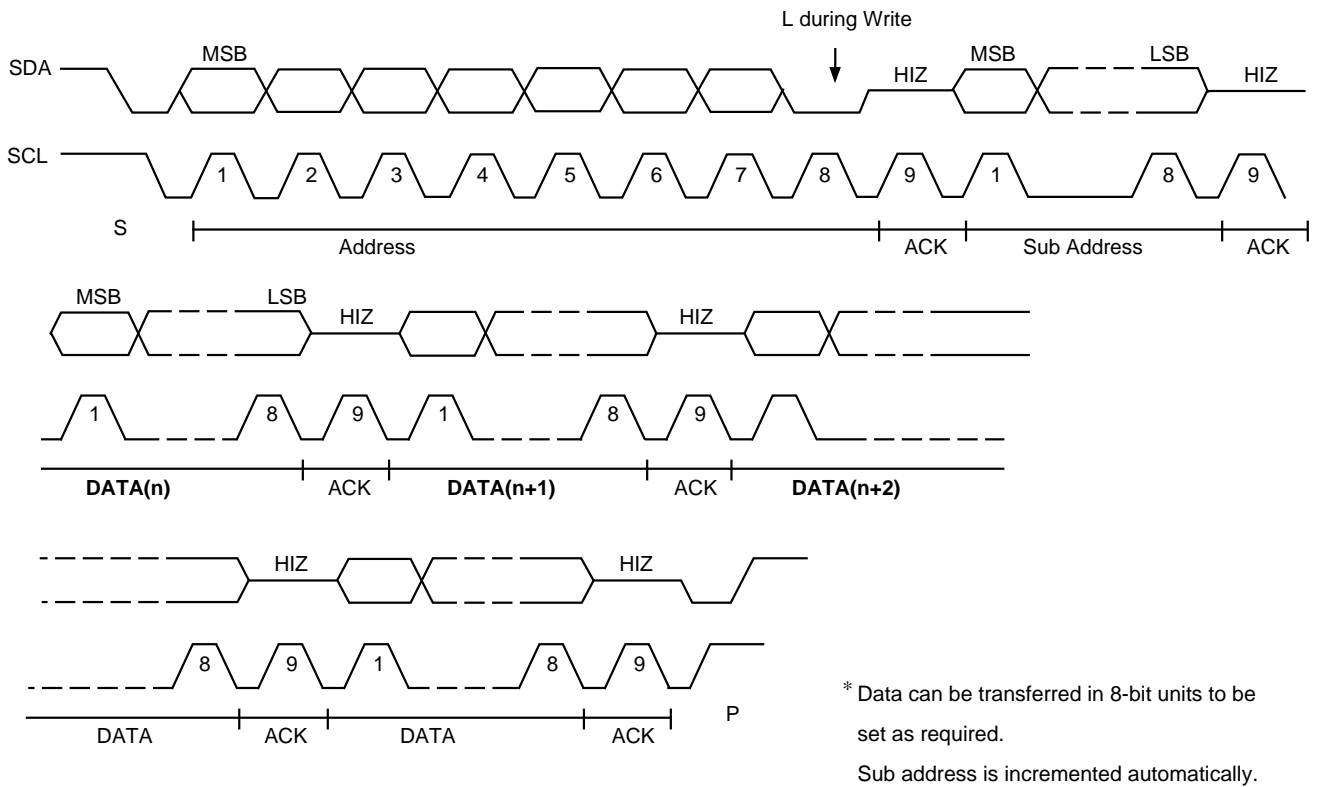 L during Write
SDA MSB HIZ MSB LSB HIZ
SCL 1 2 3 4 5 6 7 8 9 1 8 9
S Address ACK Sub Address ACK
MSB LSB HIZ HIZ
1 8 9 1 8 9
DATA(n) ACK DATA(n+1) ACK DATA(n+2)
HIZ HIZ
8 9 1 8 9
DATA ACK DATA ACK P
* Data can be transferred in 8-bit units to be
set as required.
Sub address is incremented automatically.